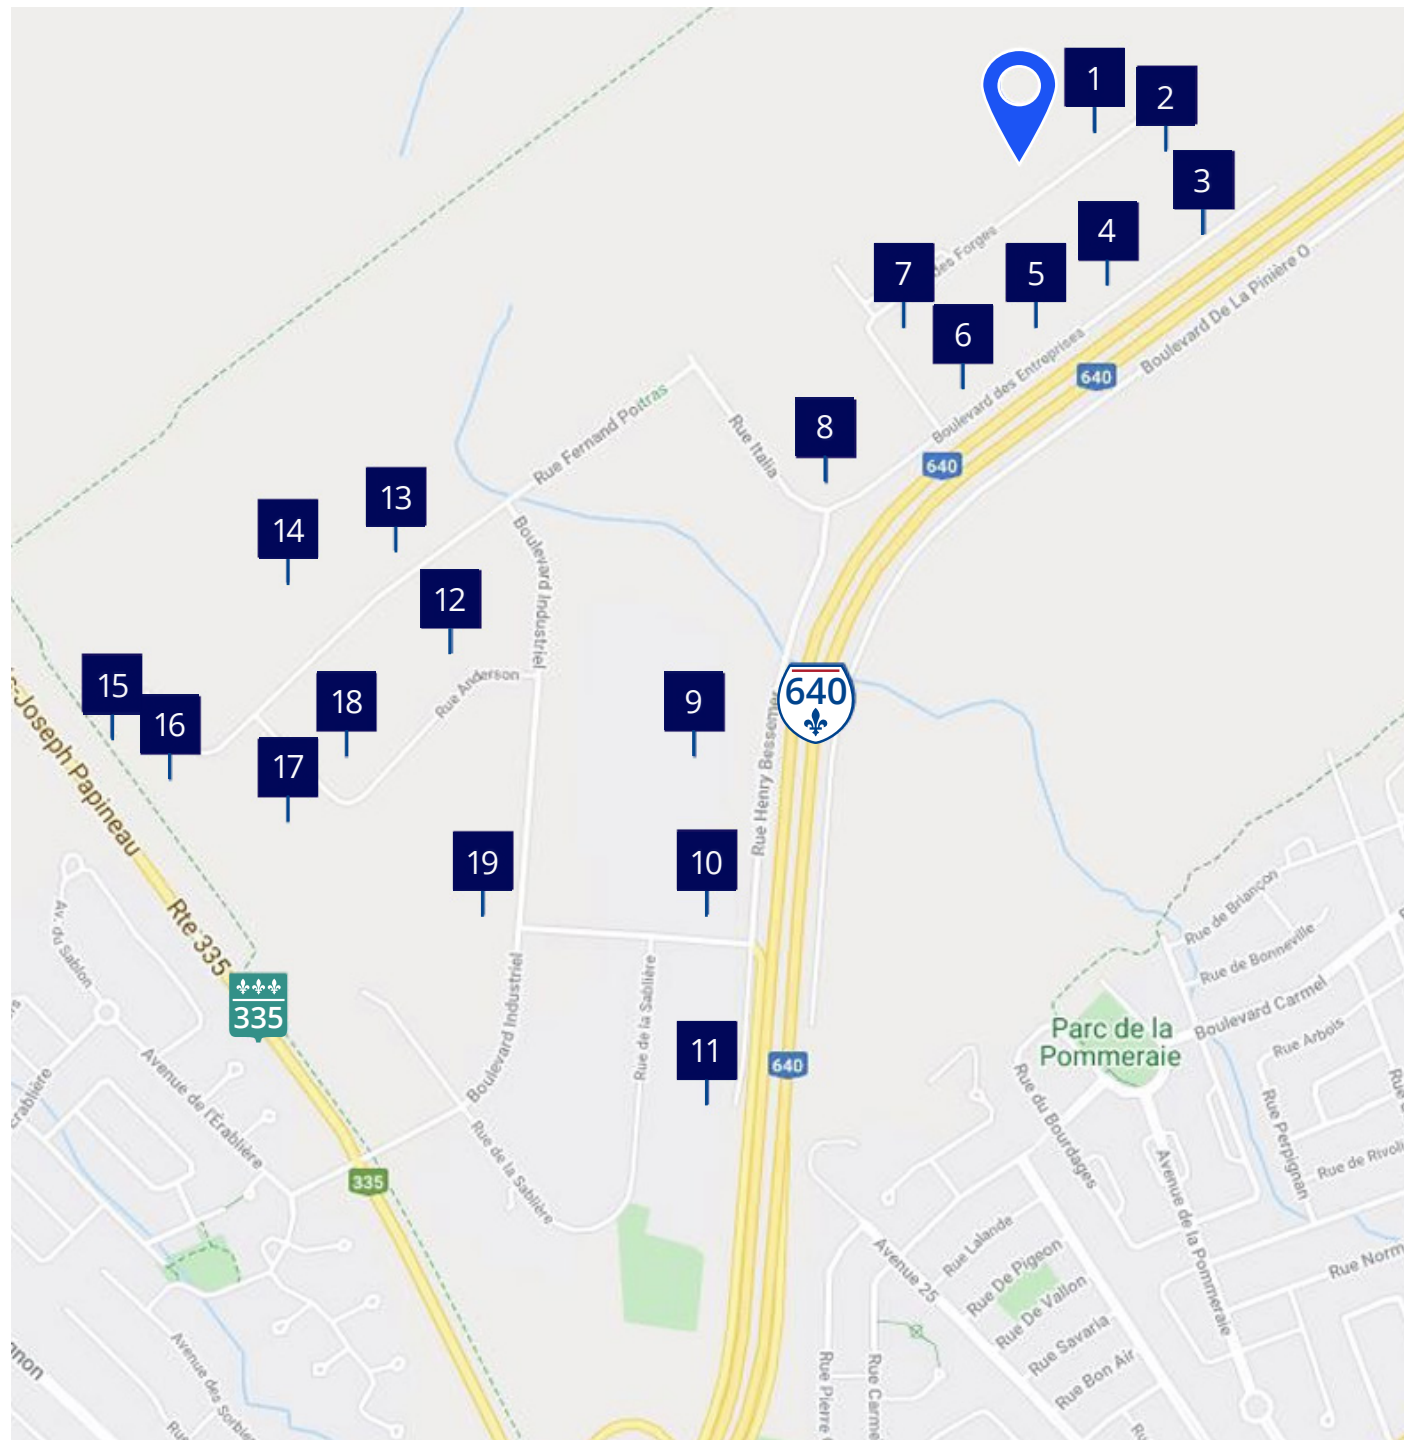 1
2
3
4
des Forges
7
5
6
Boulevard De La Pinière O
Boulevard des Entreprises
640
Rue Fernand Poitras
Rue Italia
8
640
13
14
Boulevard Industriel
12
15
16
18
Rue Anderson
9
640
17
-Joseph Papineau
Rue Henry Bessemer
19
10
Rte 335
Av. du Sablon
335
Boulevard Industriel
Rue de la Sablière
11
640
Rue de Briançon
Rue de Bonneville
Boulevard Carmel
Parc de la
Pommeraie
Rue Arbols
Avenue de l'Érablière
Rue du Bourdages
Rue Perpignan
Rue de la Sablière
335
Avenue de la Pommeraie
Rue de Rivoli
Avenue 25
Rue Lalande
Rue De Pigeon
Rue De Vallon
Rue Norm
Rue Savaria
Rue Bon Air
Rue Pierre
Rue Carme
Avenue des Sorbie